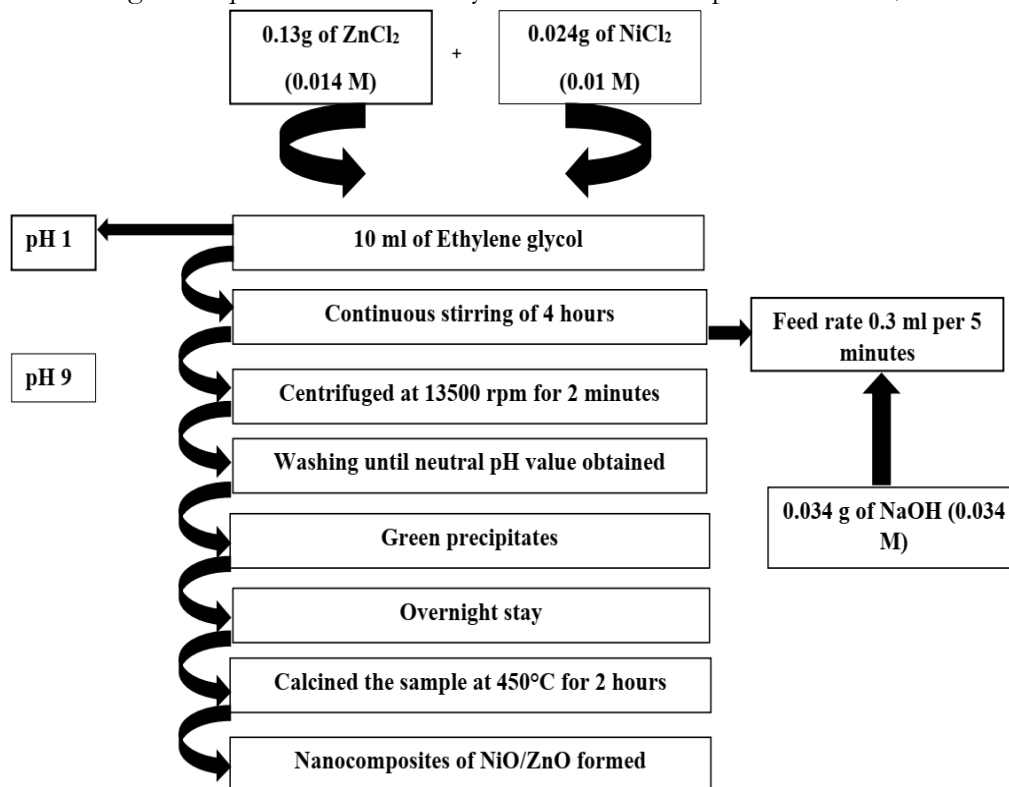 0.13g of ZnCl₂
(0.014 M)
+
0.024g of NiCl₂
(0.01 M)
pH 1
10 ml of Ethylene glycol
Continuous stirring of 4 hours
Feed rate 0.3 ml per 5
minutes
pH 9
Centrifuged at 13500 rpm for 2 minutes
Washing until neutral pH value obtained
0.034 g of NaOH (0.034
M)
Green precipitates
Overnight stay
Calcined the sample at 450°C for 2 hours
Nanocomposites of NiO/ZnO formed